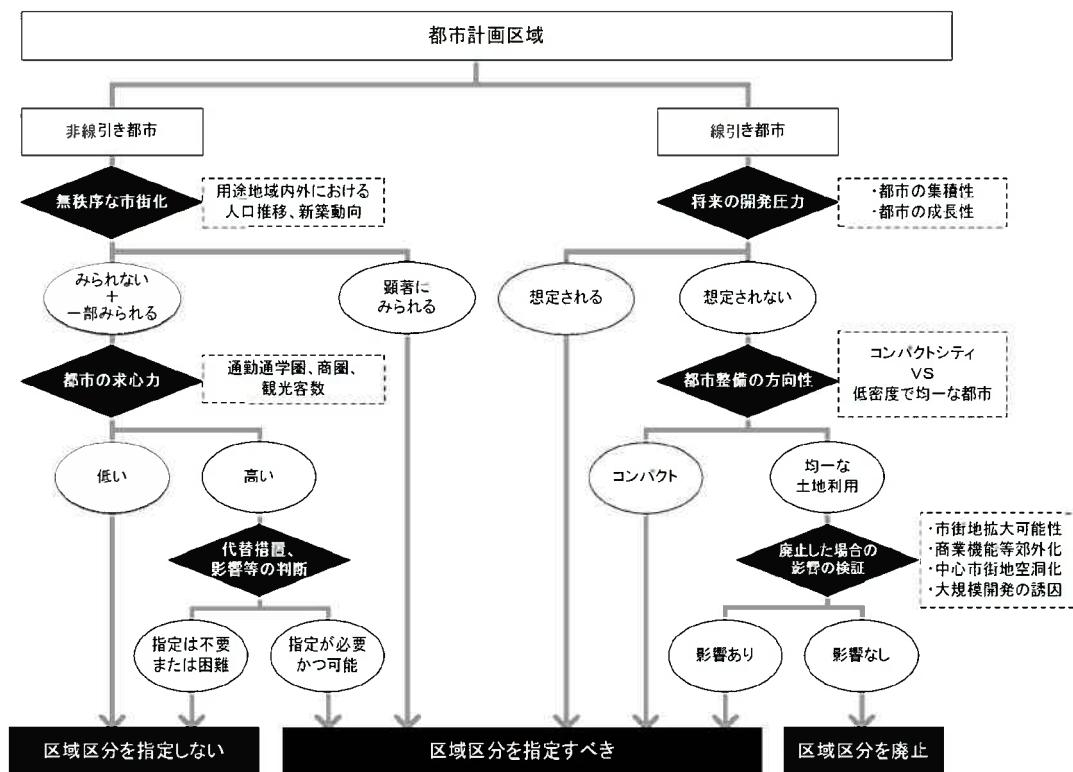 都市計画区域
非線引き都市
線引き都市
無秩序な市街化
用途地域内外における
人口推移、新築動向
将来の開発圧力
・都市の集積性
・都市の成長性
みられない
+
一部みられる
顕著に
みられる
想定される
想定されない
都市の求心力
通勤通学圏、商圏、
観光客数
都市整備の方向性
コンパクトシティ
VS
低密度で均一な都市
低い
高い
コンパクト
均一な
土地利用
代替措置、
影響等の判断
廃止した場合の
影響の検証
・市街地拡大可能性
・商業機能等郊外化
・中心市街地空洞化
・大規模開発の誘因
指定は不要
または困難
指定が必要
かつ可能
影響あり
影響なし
区域区分を指定しない
区域区分を指定すべき
区域区分を廃止